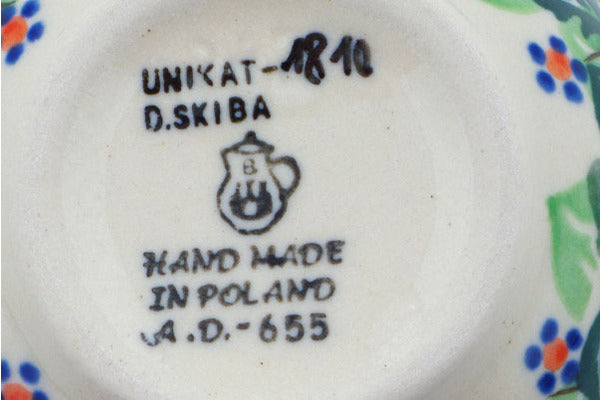 UNIKAT-1810
D.SKIBA
B
HAND MADE
IN POLAND
A.D.-655